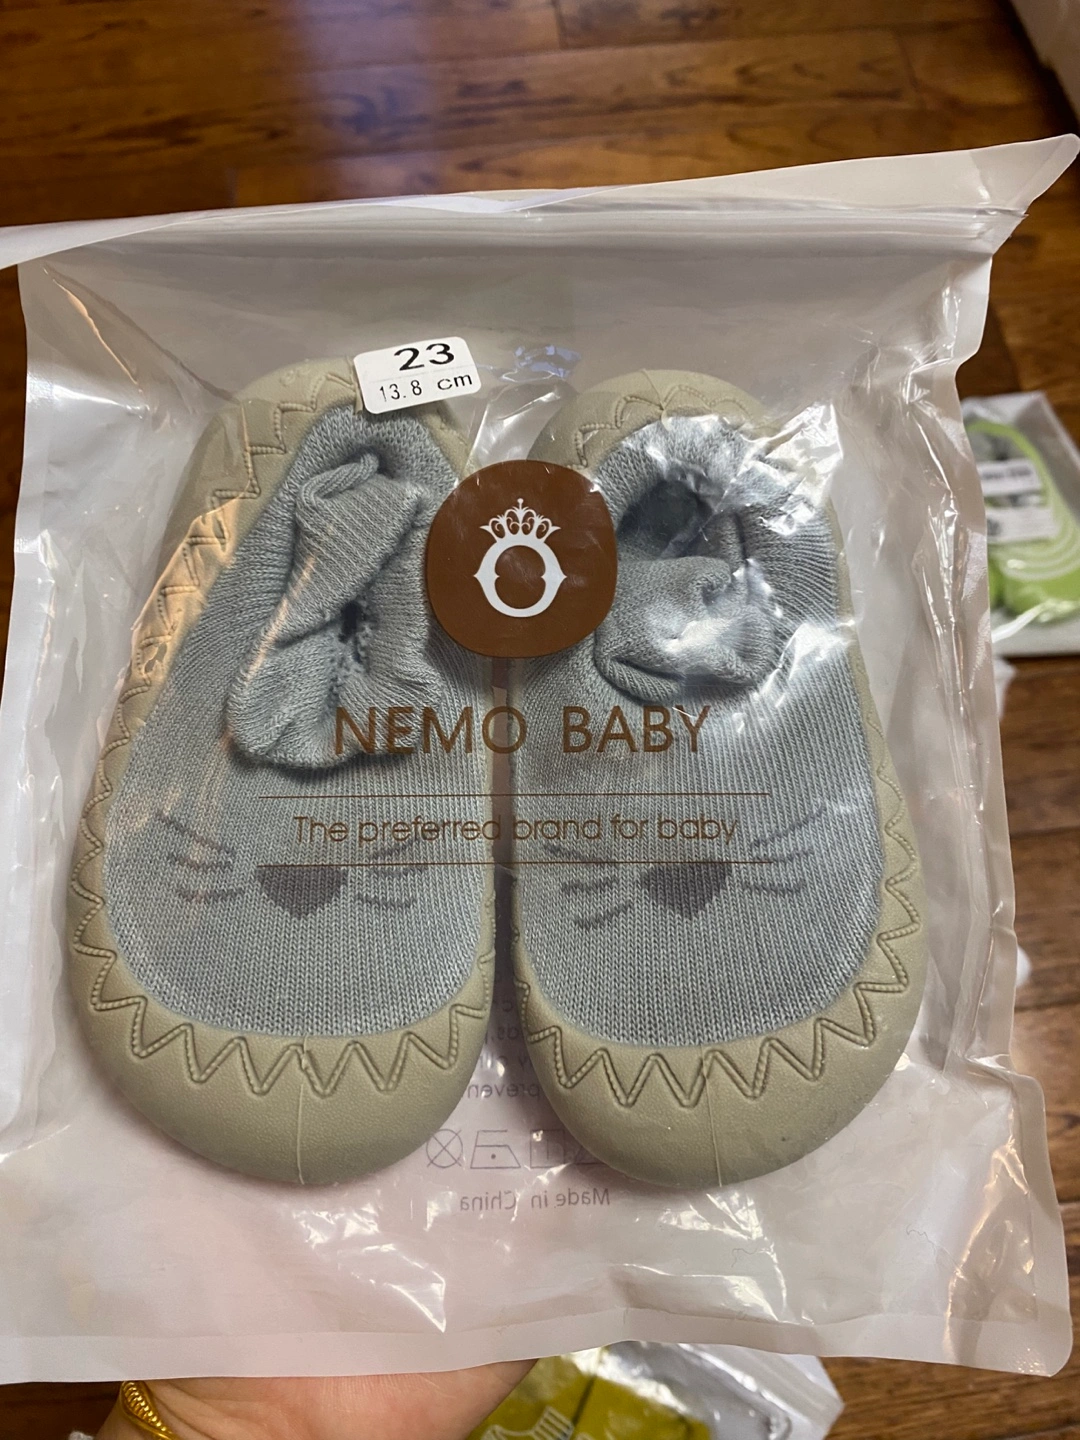 23
13.8 cm
NEMO BABY
The preferred brand for baby
Made in China